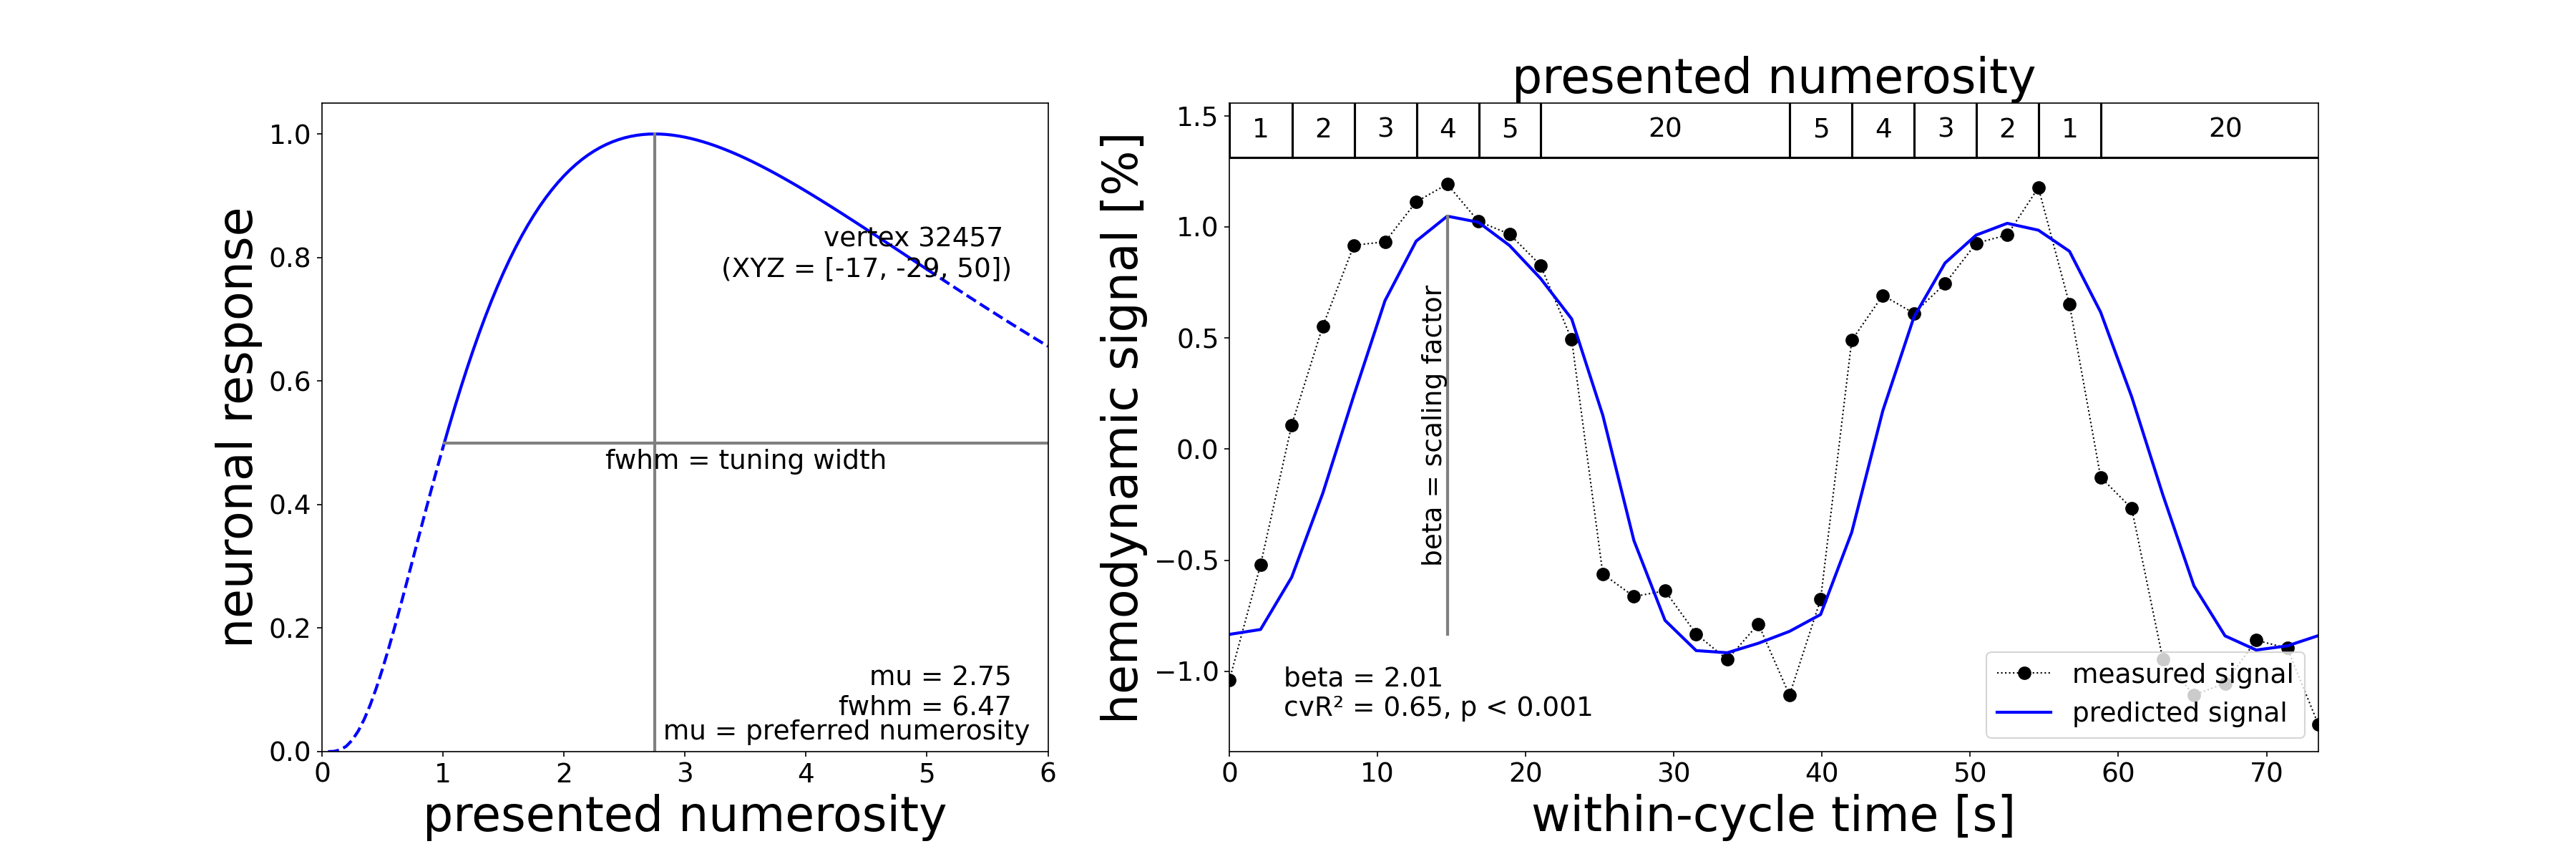 neuronal response
1.0
0.8
0.6
0.4
0.2
0.0
vertex 32457
(XYZ = [-17, -29, 50])
fwhm = tuning width
mu = 2.75
fwhm = 6.47
mu = preferred numerosity
0 1 2 3 4 5 6
presented numerosity
presented numerosity
1 2 3 4 5 20 5 4 3 2 1 20
hemodynamic signal [%]
1.5
1.0
0.5
0.0
−0.5
−1.0
beta = scaling factor
beta = 2.01
cvR² = 0.65, p < 0.001
measured signal
predicted signal
0 10 20 30 40 50 60 70
within-cycle time [s]